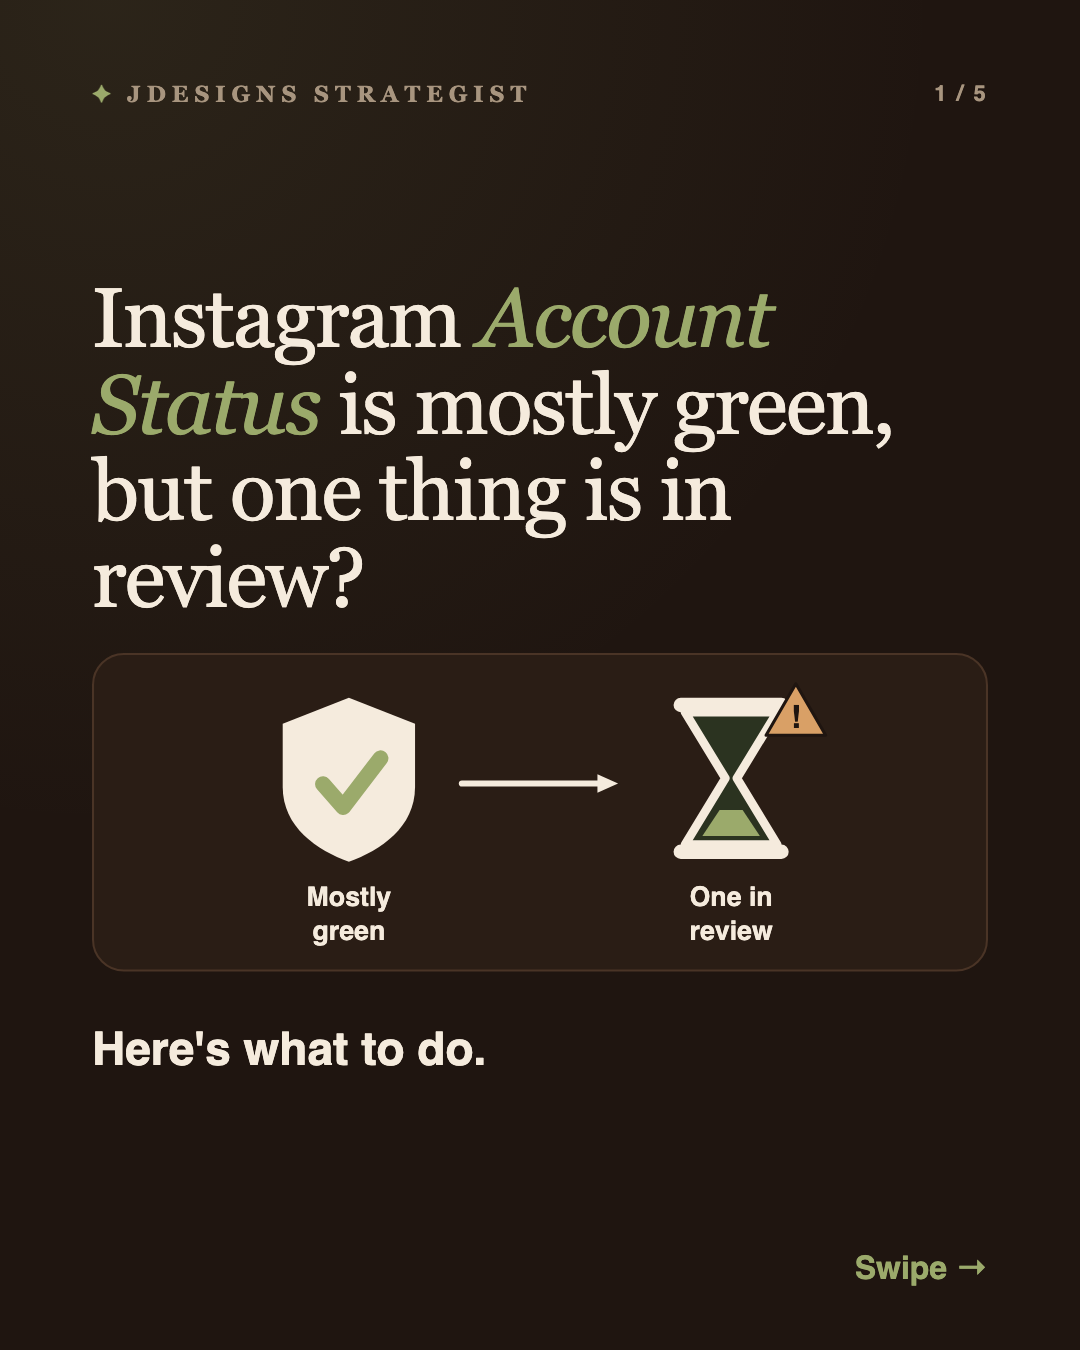 ✦ JDESIGNS STRATEGIST
1 / 5
Instagram Account
Status is mostly green,
but one thing is in
review?
!
Mostly
green
One in
review
Here's what to do.
Swipe →